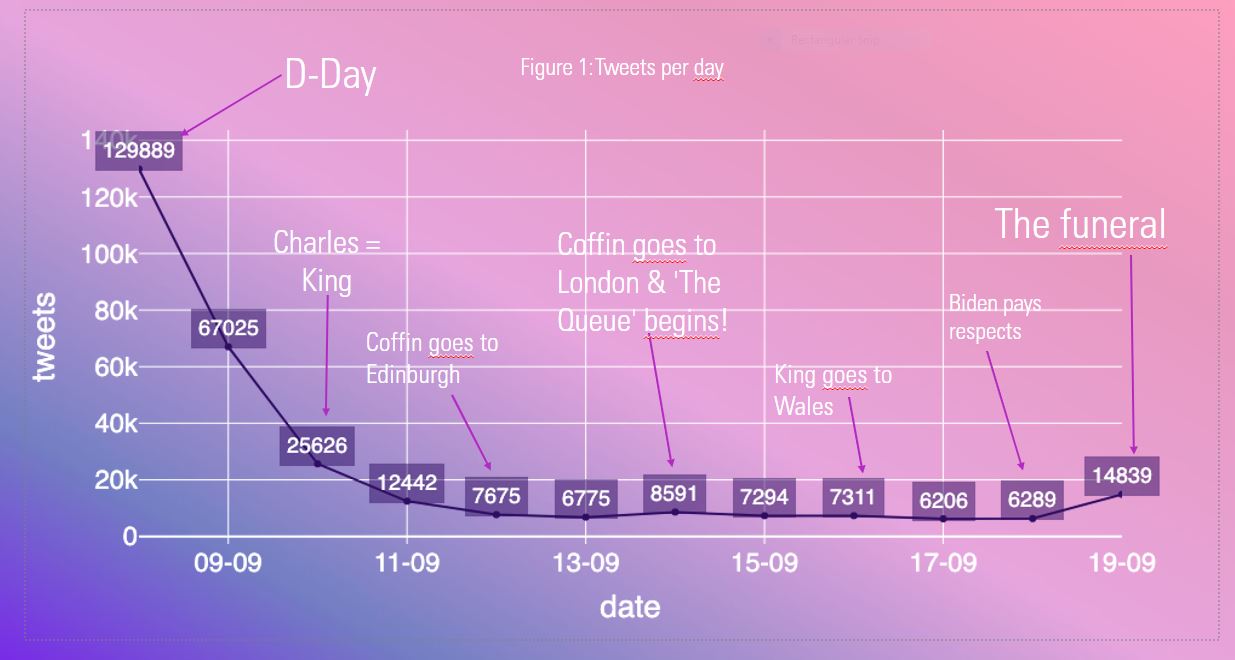 Rectangular Snip
D-Day
Figure 1: Tweets per day
140k
129889
120k
The funeral
Charles =
King
Coffin goes to
London & 'The
Queue' begins!
100k
80k
67025
Coffin goes to
Edinburgh
Biden pays
respects
tweets
60k
King goes to
Wales
40k
25626
20k
12442
7675
6775
8591
7294
7311
6206
6289
14839
0
09-09
11-09
13-09
15-09
17-09
19-09
date